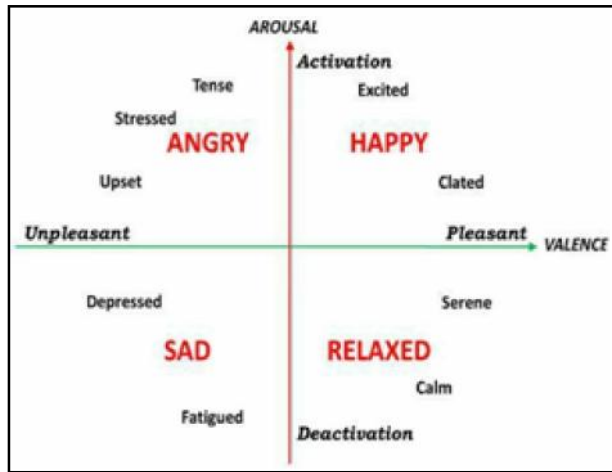 AROUSAL
Activation
Tense
Excited
Stressed
ANGRY
HAPPY
Upset
Clated
Unpleasant
Pleasant
VALENCE
Depressed
Serene
SAD
RELAXED
Calm
Fatigued
Deactivation